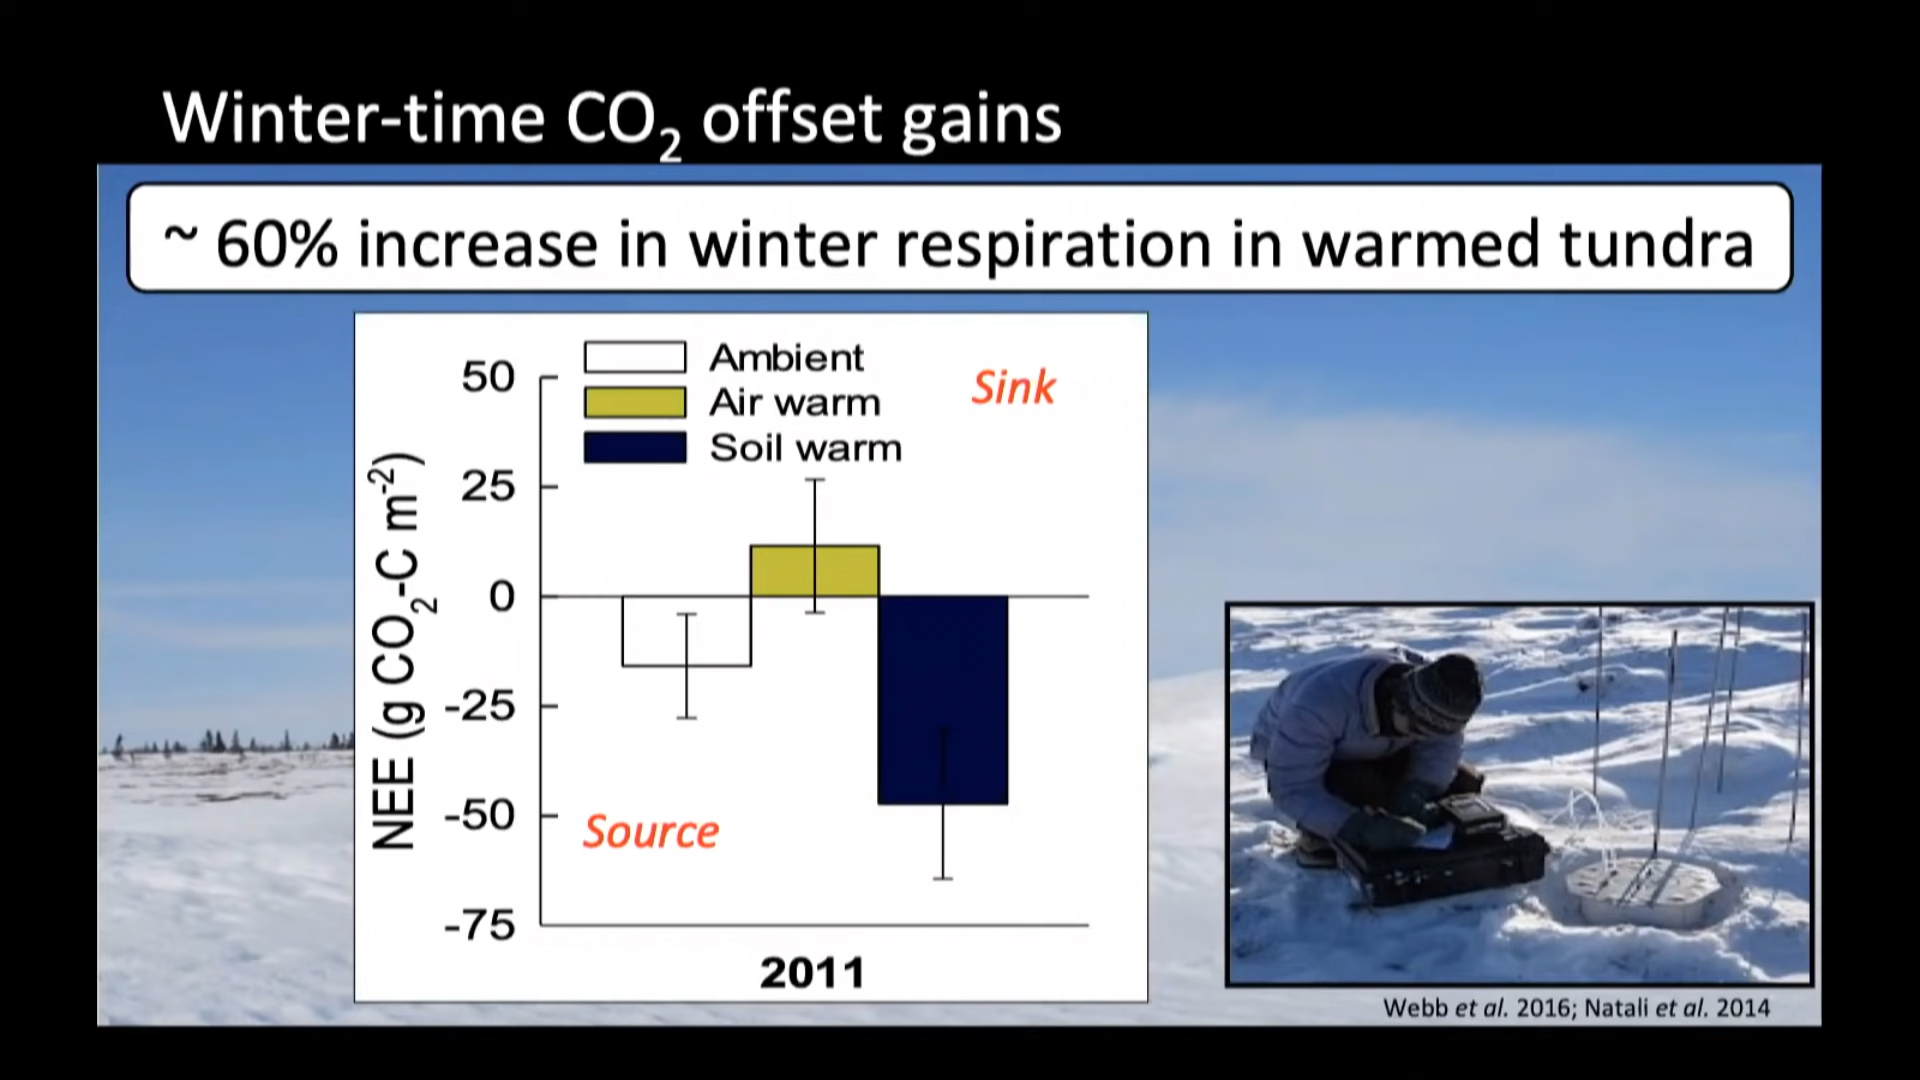 Winter-time CO₂ offset gains
~ 60% increase in winter respiration in warmed tundra
Ambient
Air warm
Soil warm
Sink
50
25
0
-25
-50
-75
NEE (g CO₂-C m⁻²)
Source
2011
Webb et al. 2016; Natali et al. 2014